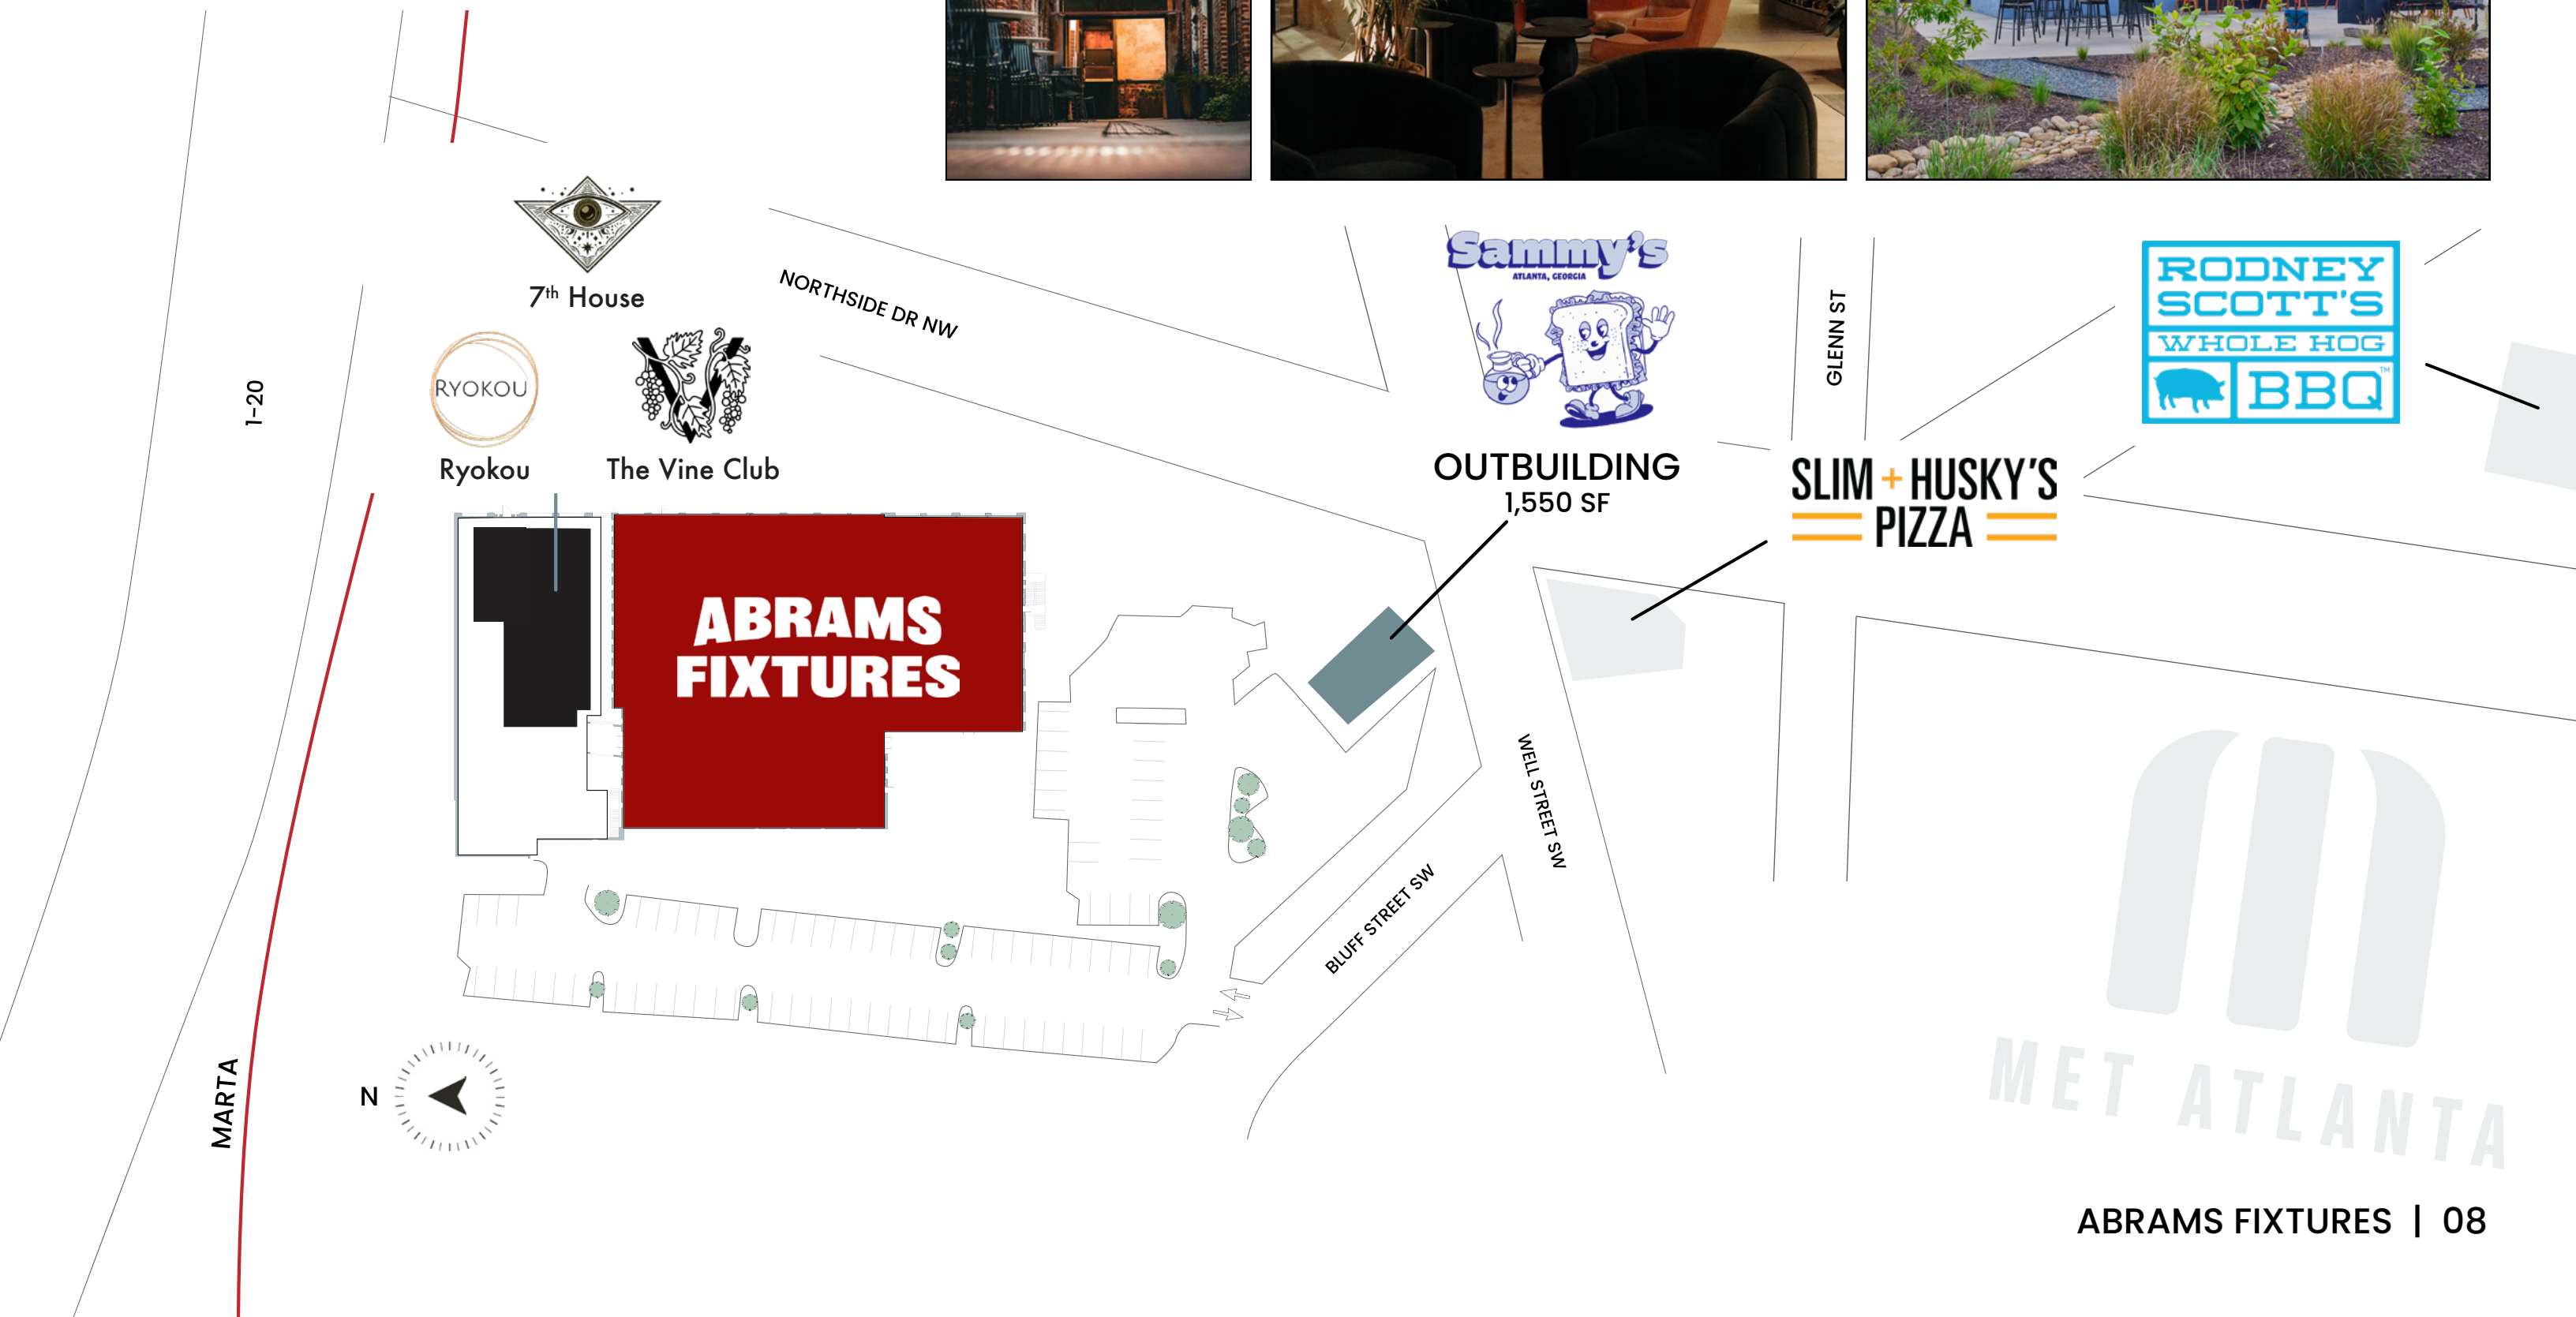 7th House
RYOKOU
Ryokou
The Vine Club
1-20
NORTHSIDE DR NW
Sammy's
ATLANTA, GEORGIA
OUTBUILDING
1,550 SF
GLENN ST
SLIM + HUSKY'S
PIZZA
RODNEY
SCOTT'S
WHOLE HOG
BBQ™
ABRAMS
FIXTURES
WELL STREET SW
BLUFF STREET SW
MARTA
N
MET ATLANTA
ABRAMS FIXTURES | 08